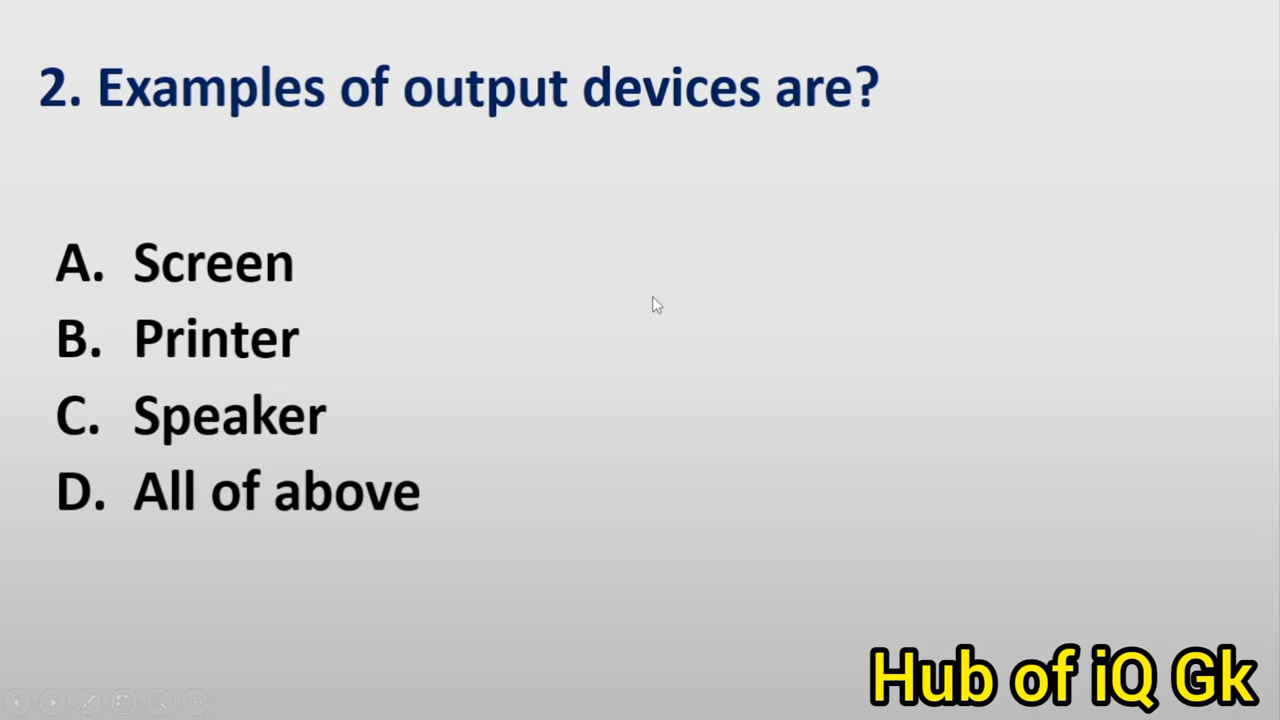 2. Examples of output devices are?
A. Screen
B. Printer
C. Speaker
D. All of above
Hub of iQ Gk